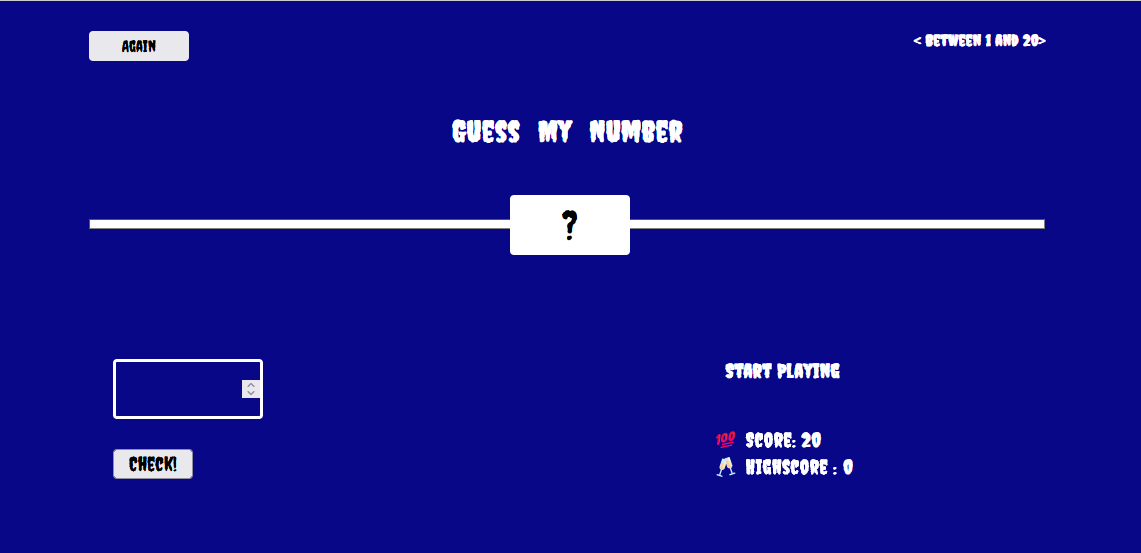 AGAIN
< BETWEEN 1 AND 20>
GUESS MY NUMBER
?
START PLAYING
CHECK!
💯 SCORE: 20
🥂 HIGHSCORE : 0